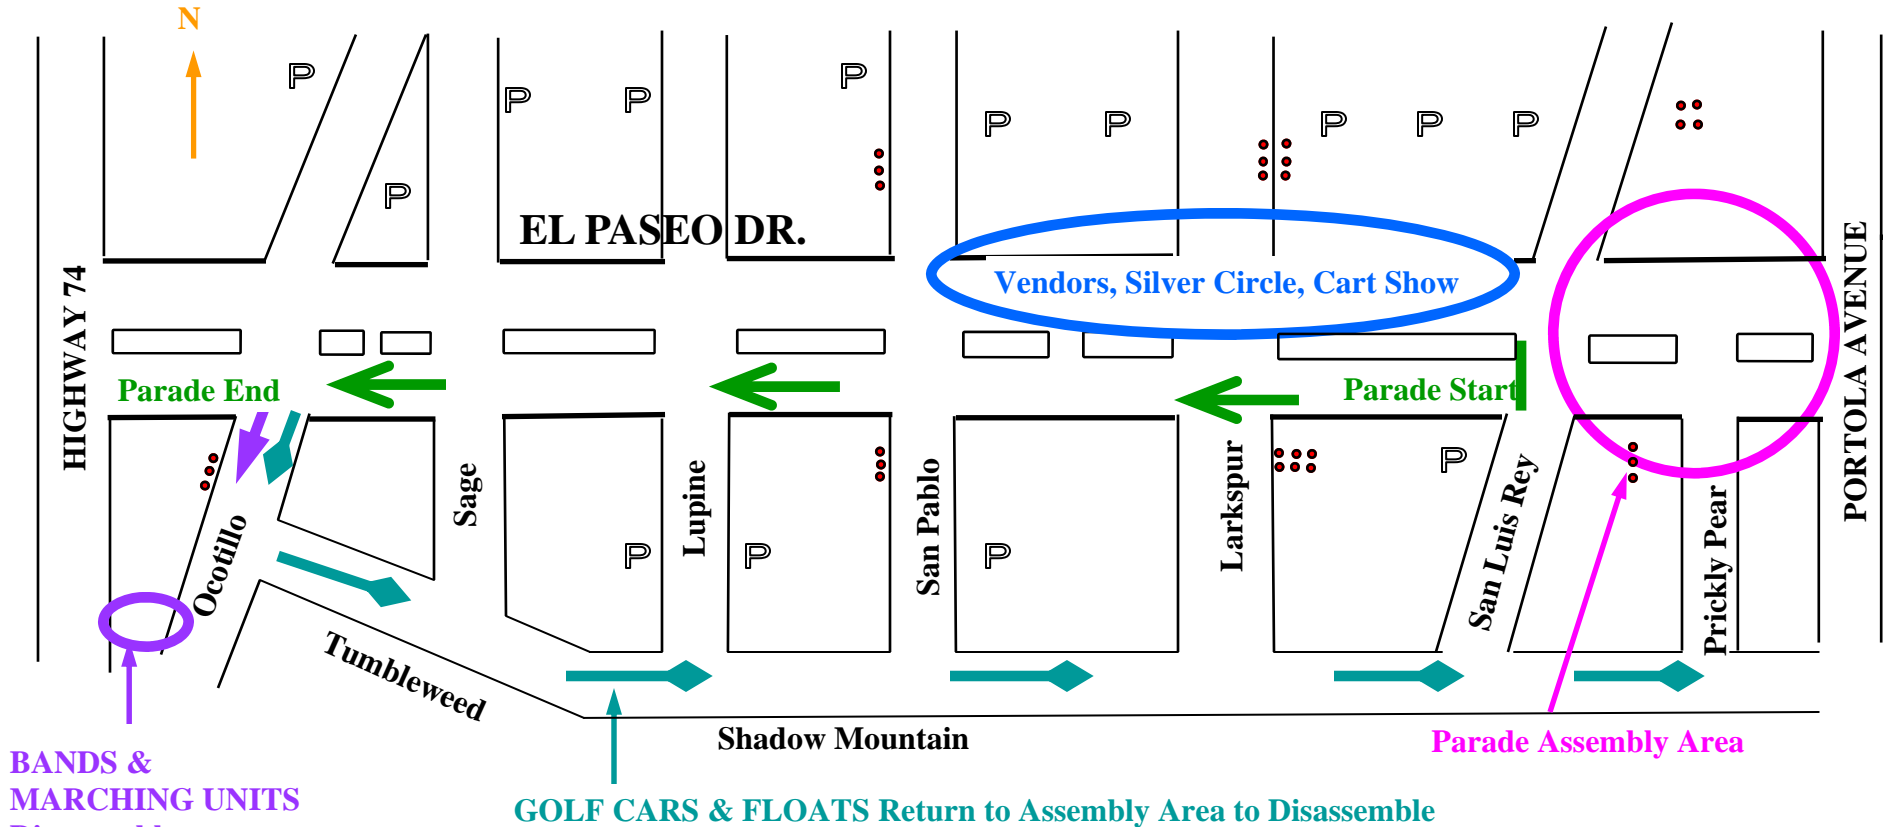 N
P
P
P
P
P
P
P
P
P
P
P
EL PASEO DR.
Vendors, Silver Circle, Cart Show
HIGHWAY 74
PORTOLA AVENUE
Parade End
Parade Start
P
Sage
Lupine
San Pablo
Larkspur
San Luis Rey
Prickly Pear
Ocotillo
P
P
P
Tumbleweed
Shadow Mountain
Parade Assembly Area
BANDS &
MARCHING UNITS
GOLF CARS & FLOATS Return to Assembly Area to Disassemble